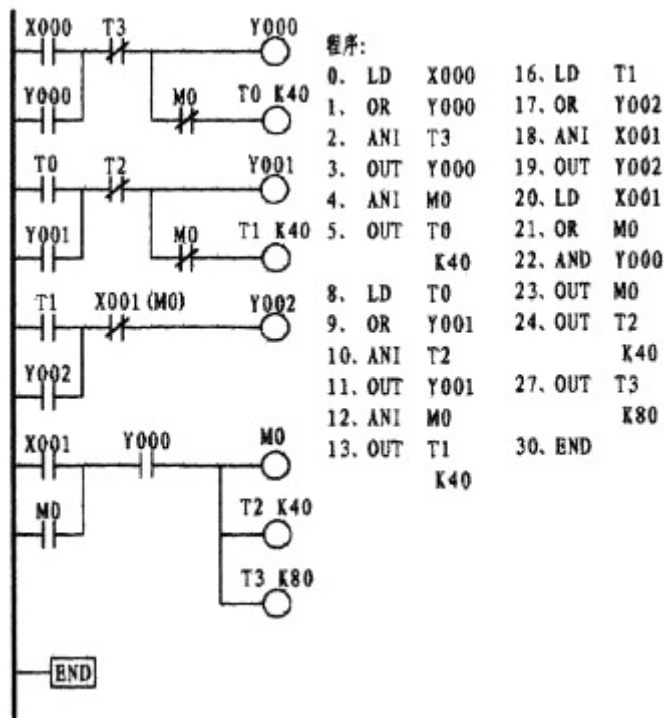 X000 T3 Y000
Y000 M0 T0 K40
T0 T2 Y001
Y001 M0 T1 K40
T1 X001(M0) Y002
Y002
X001 Y000 M0
M0 T2 K40
T3 K80
END
程序:
0. LD X000
1. OR Y000
2. ANI T3
3. OUT Y000
4. ANI M0
5. OUT T0
K40
8. LD T0
9. OR Y001
10. ANI T2
11. OUT Y001
12. ANI M0
13. OUT T1
K40
16、LD T1
17、OR Y002
18、ANI X001
19、OUT Y002
20、LD X001
21、OR M0
22、AND Y000
23、OUT M0
24、OUT T2
K40
27、OUT T3
K80
30、END